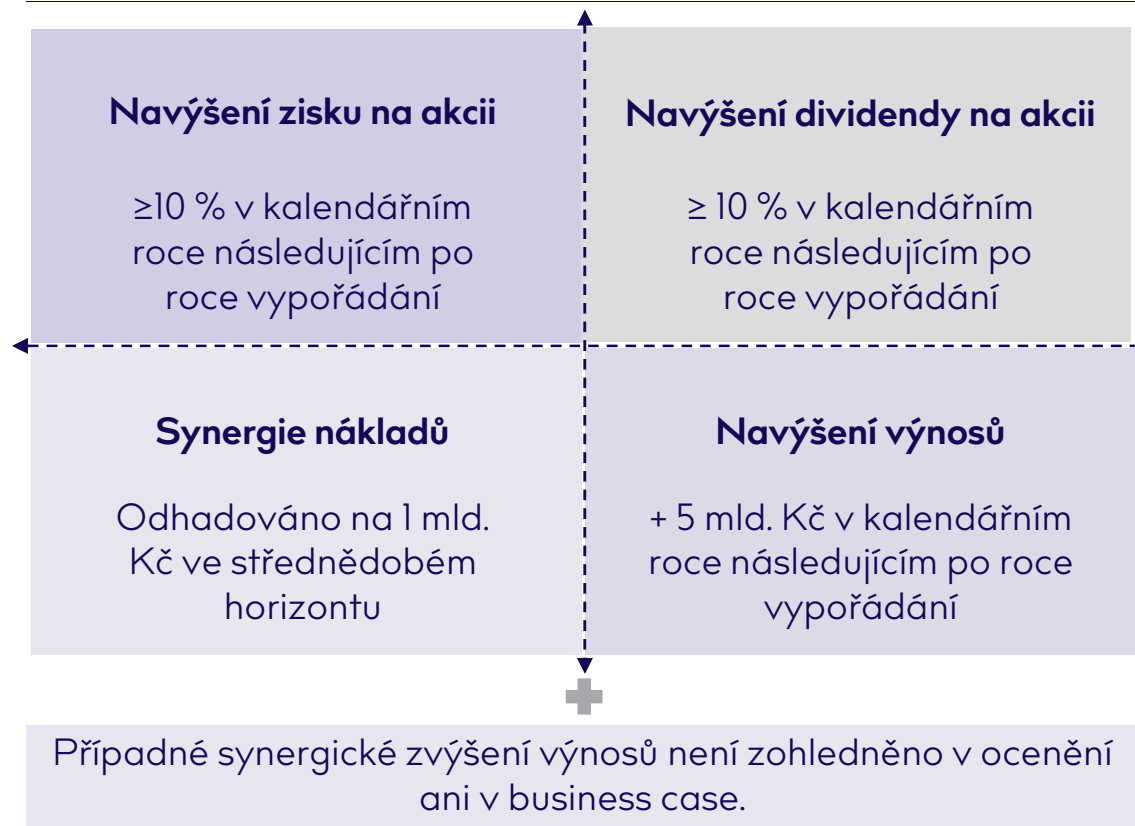 Navýšení zisku na akcii
≥10 % v kalendářním
roce následujícím po
roce vypořádání
Navýšení dividendy na akcii
≥ 10 % v kalendářním
roce následujícím po
roce vypořádání
Synergie nákladů
Odhadováno na 1 mld.
Kč ve střednědobém
horizontu
Navýšení výnosů
+ 5 mld. Kč v kalendářním
roce následujícím po roce
vypořádání
Případné synergické zvýšení výnosů není zohledněno v ocenění
ani v business case.